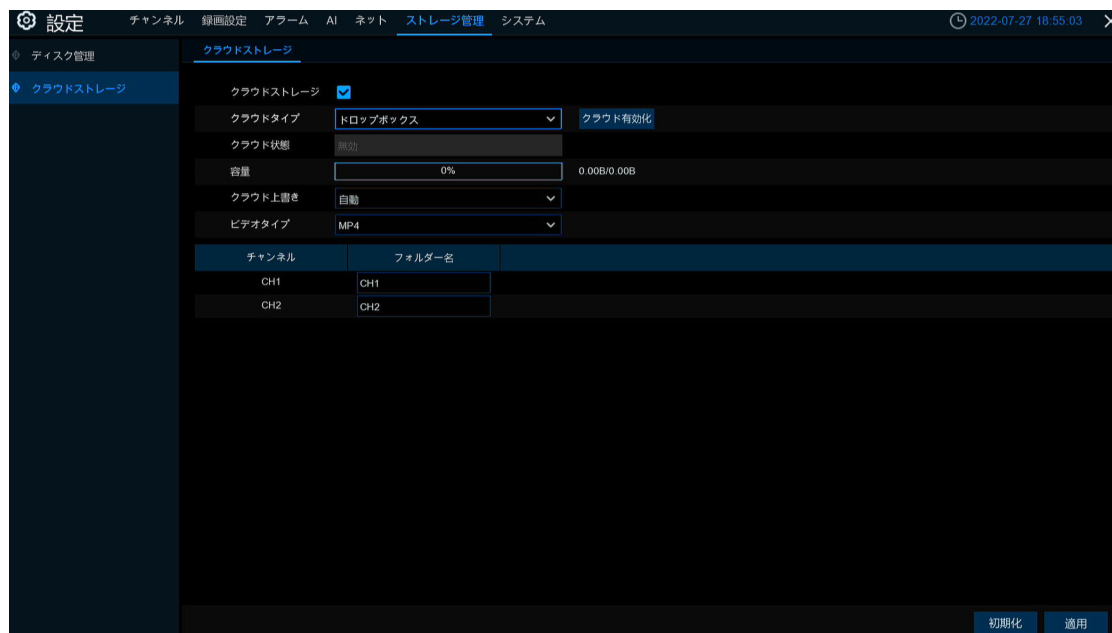 設定 チャンネル 録画設定 アラーム AI ネット ストレージ管理 システム 2022-07-27 18:55:03
ディスク管理
クラウドストレージ
クラウドストレージ
クラウドストレージ
クラウドタイプ ドロップボックス クラウド有効化
クラウド状態 無効
容量 0% 0.00B/0.00B
クラウド上書き 自動
ビデオタイプ MP4
チャンネル フォルダー名
CH1 CH1
CH2 CH2
初期化 適用